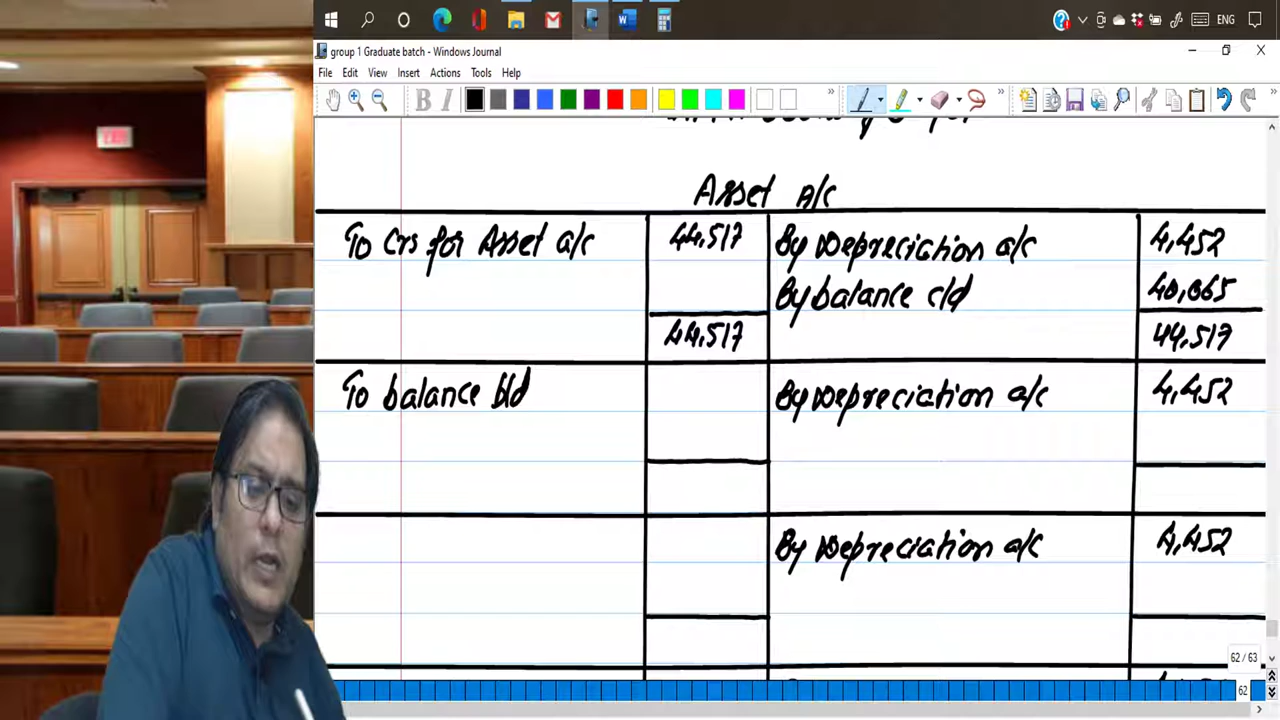 ENG
group 1 Graduate batch - Windows Journal
File Edit View Insert Actions Tools Help
Asset A/c
To Crs for Asset a/c 44,517 By Depreciation a/c 4,452
By balance c/d 40,065
44,517 44,517
To balance b/d By Depreciation a/c 4,452
By Depreciation a/c 4,452
62 / 63
62